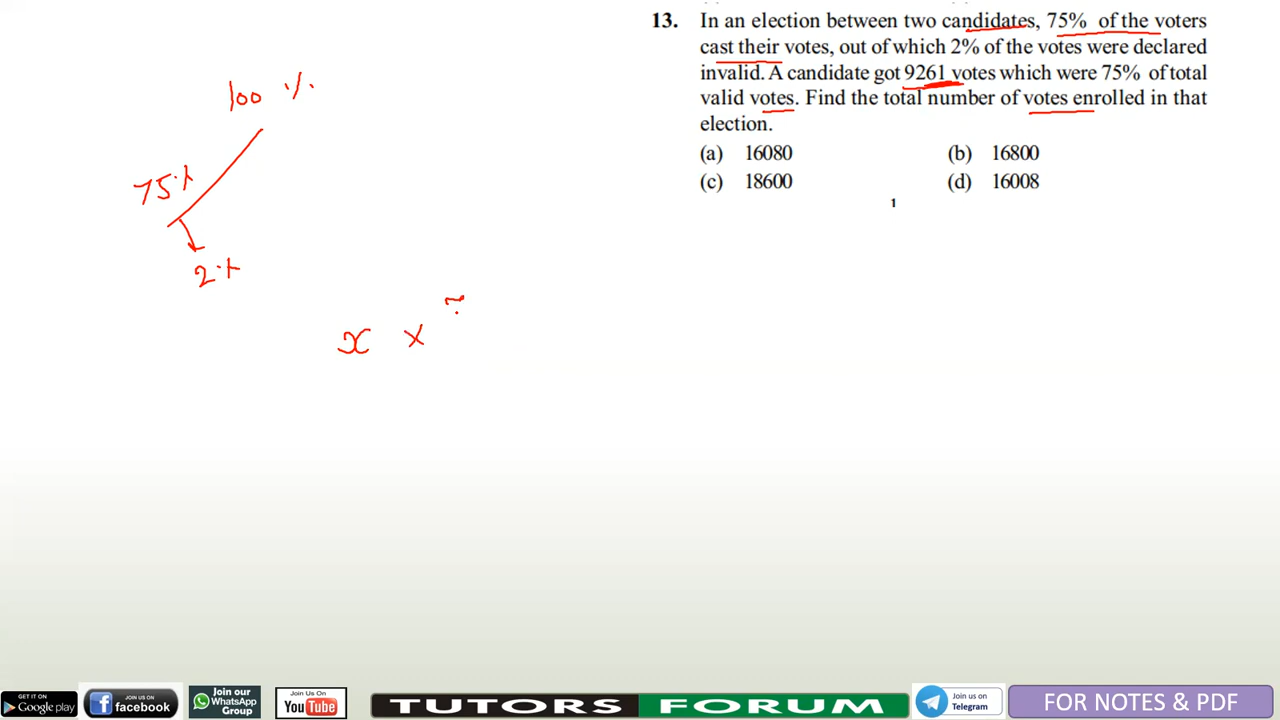 13. In an election between two candidates, 75% of the voters
cast their votes, out of which 2% of the votes were declared
invalid. A candidate got 9261 votes which were 75% of total
valid votes. Find the total number of votes enrolled in that
election.
(a) 16080 (b) 16800
(c) 18600 (d) 16008
1
100 %
75%
2%
x ×
GET IT ON
Google play
JOIN US ON
facebook
Join our
WhatsApp
Group
Join Us On
YouTube
TUTORS FORUM
Join us on
Telegram
FOR NOTES & PDF